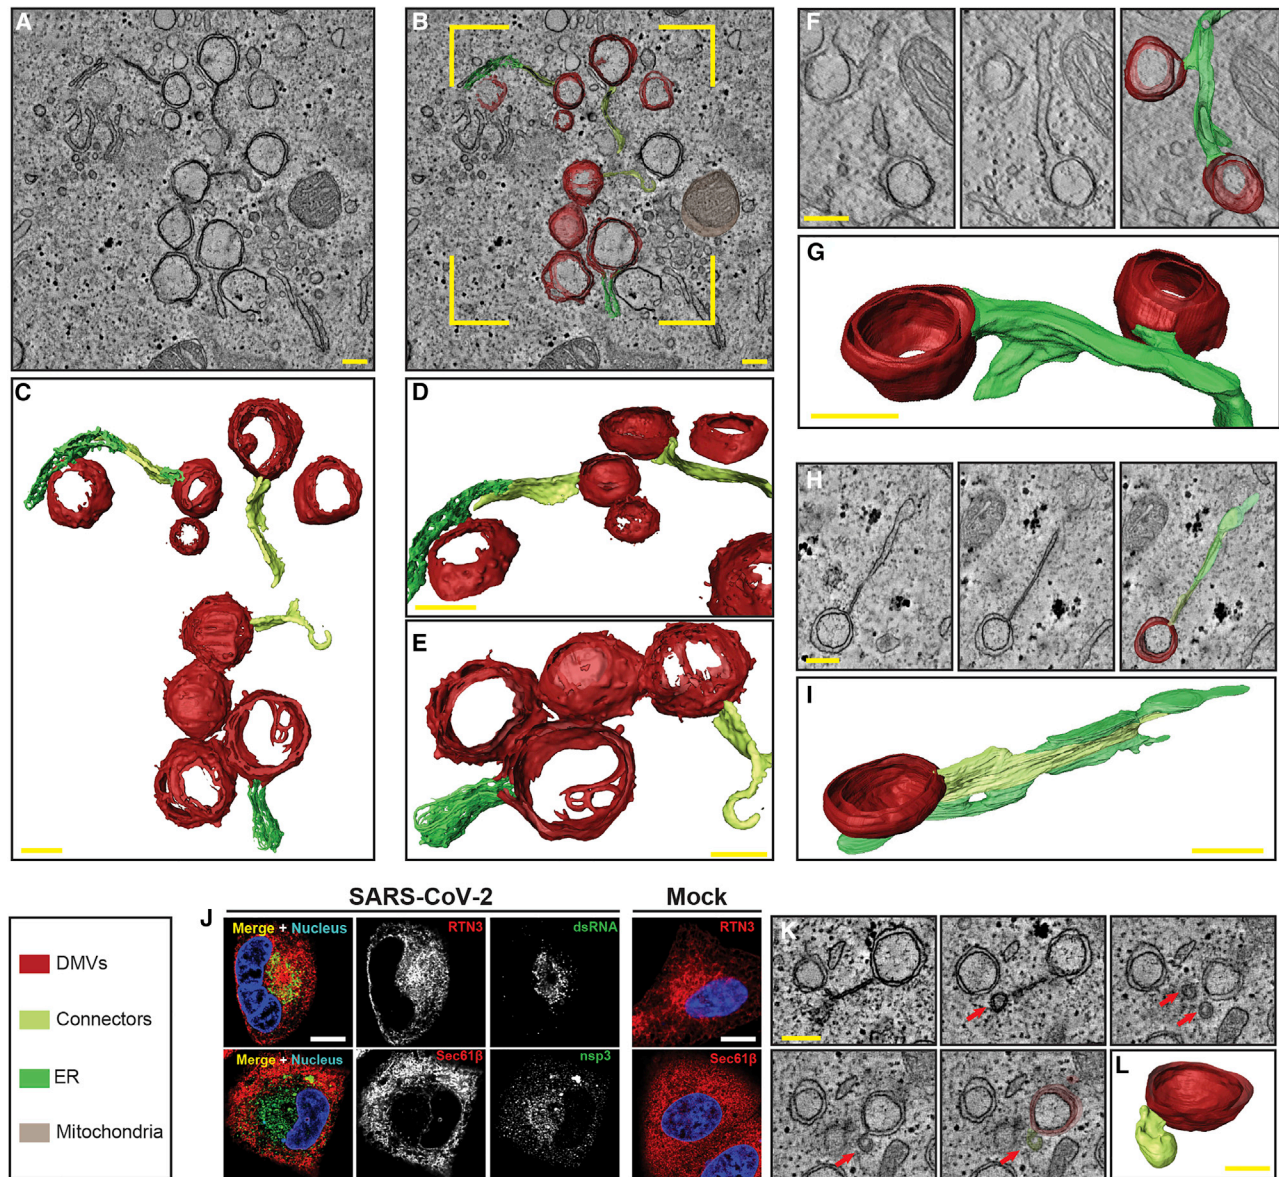 A
B
F
G
C
D
E
H
I
SARS-CoV-2
Mock
J
Merge + Nucleus
RTN3
dsRNA
RTN3
K
DMVs
Connectors
ER
Mitochondria
Merge + Nucleus
Sec61β
nsp3
Sec61β
L